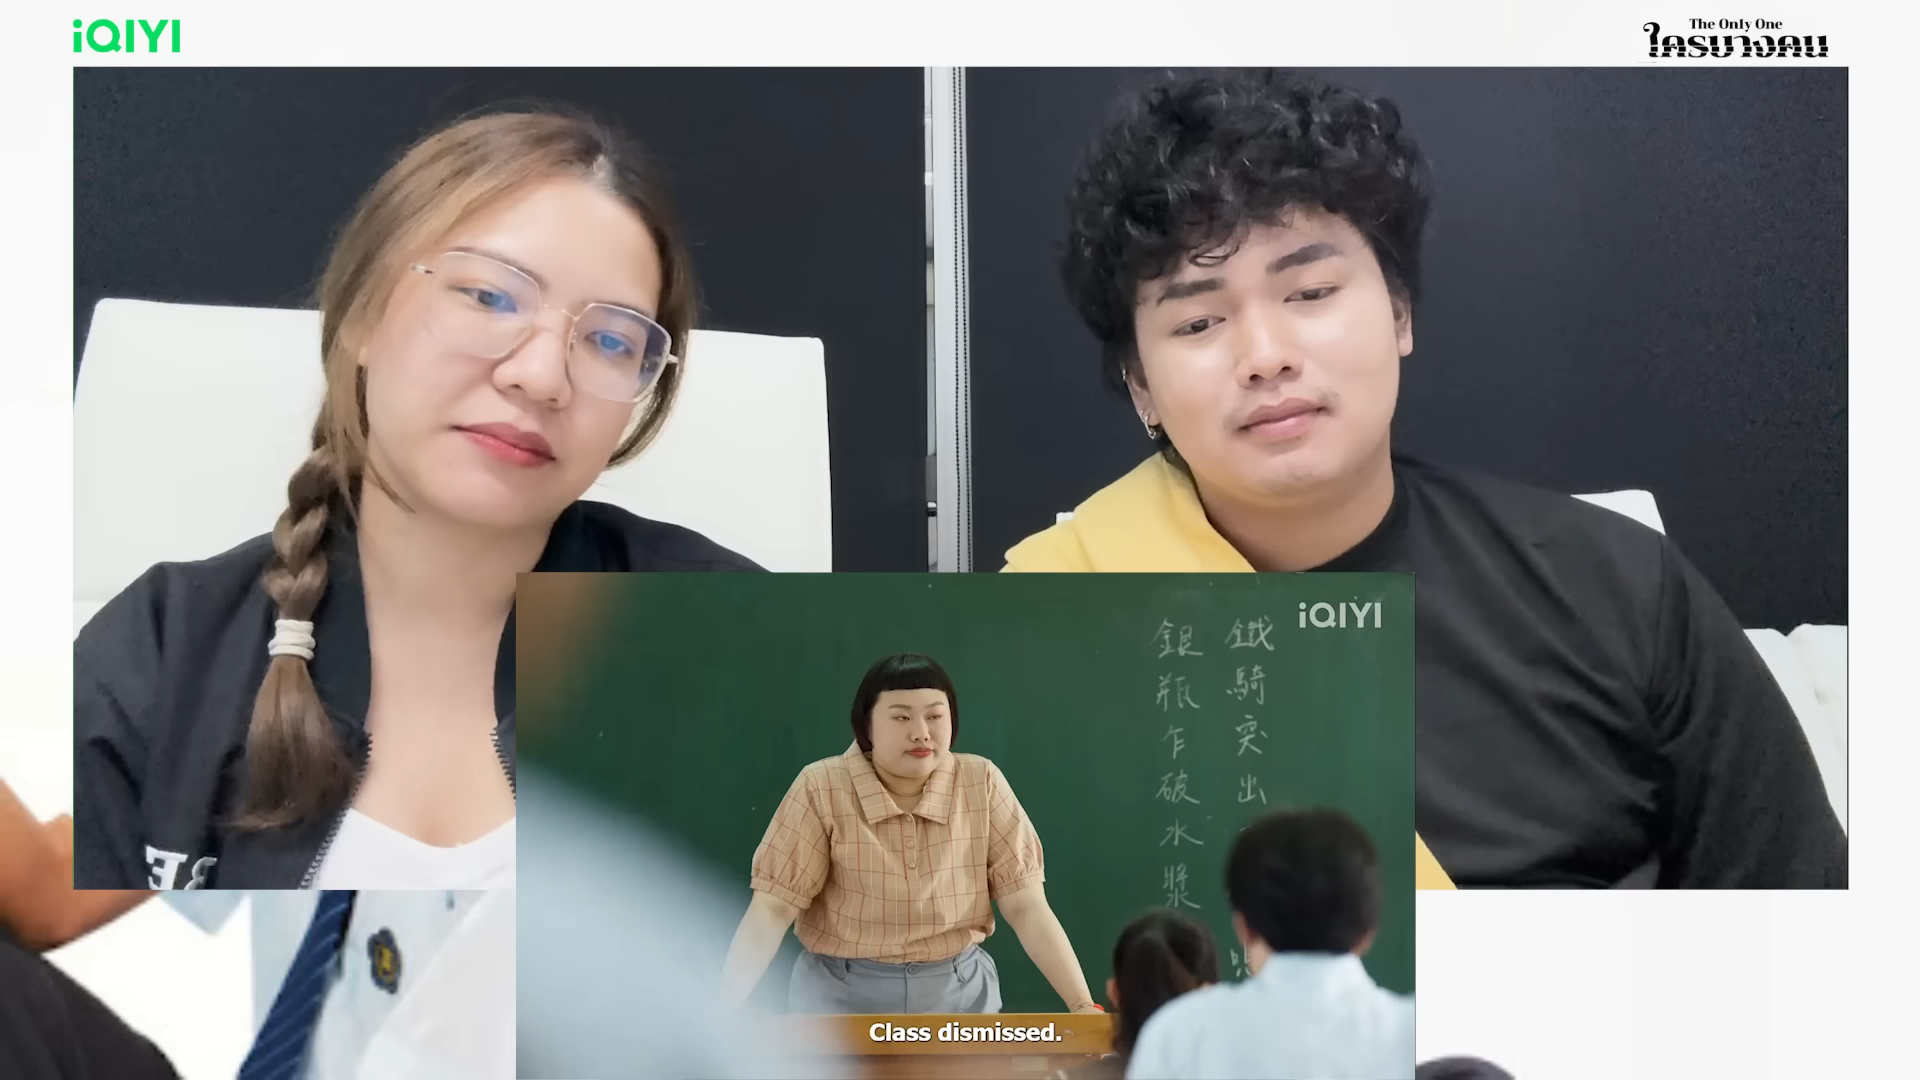 iQIYI
The Only One
ใครบางคน
iQIYI
鐵騎突出
銀瓶乍破水漿
Class dismissed.